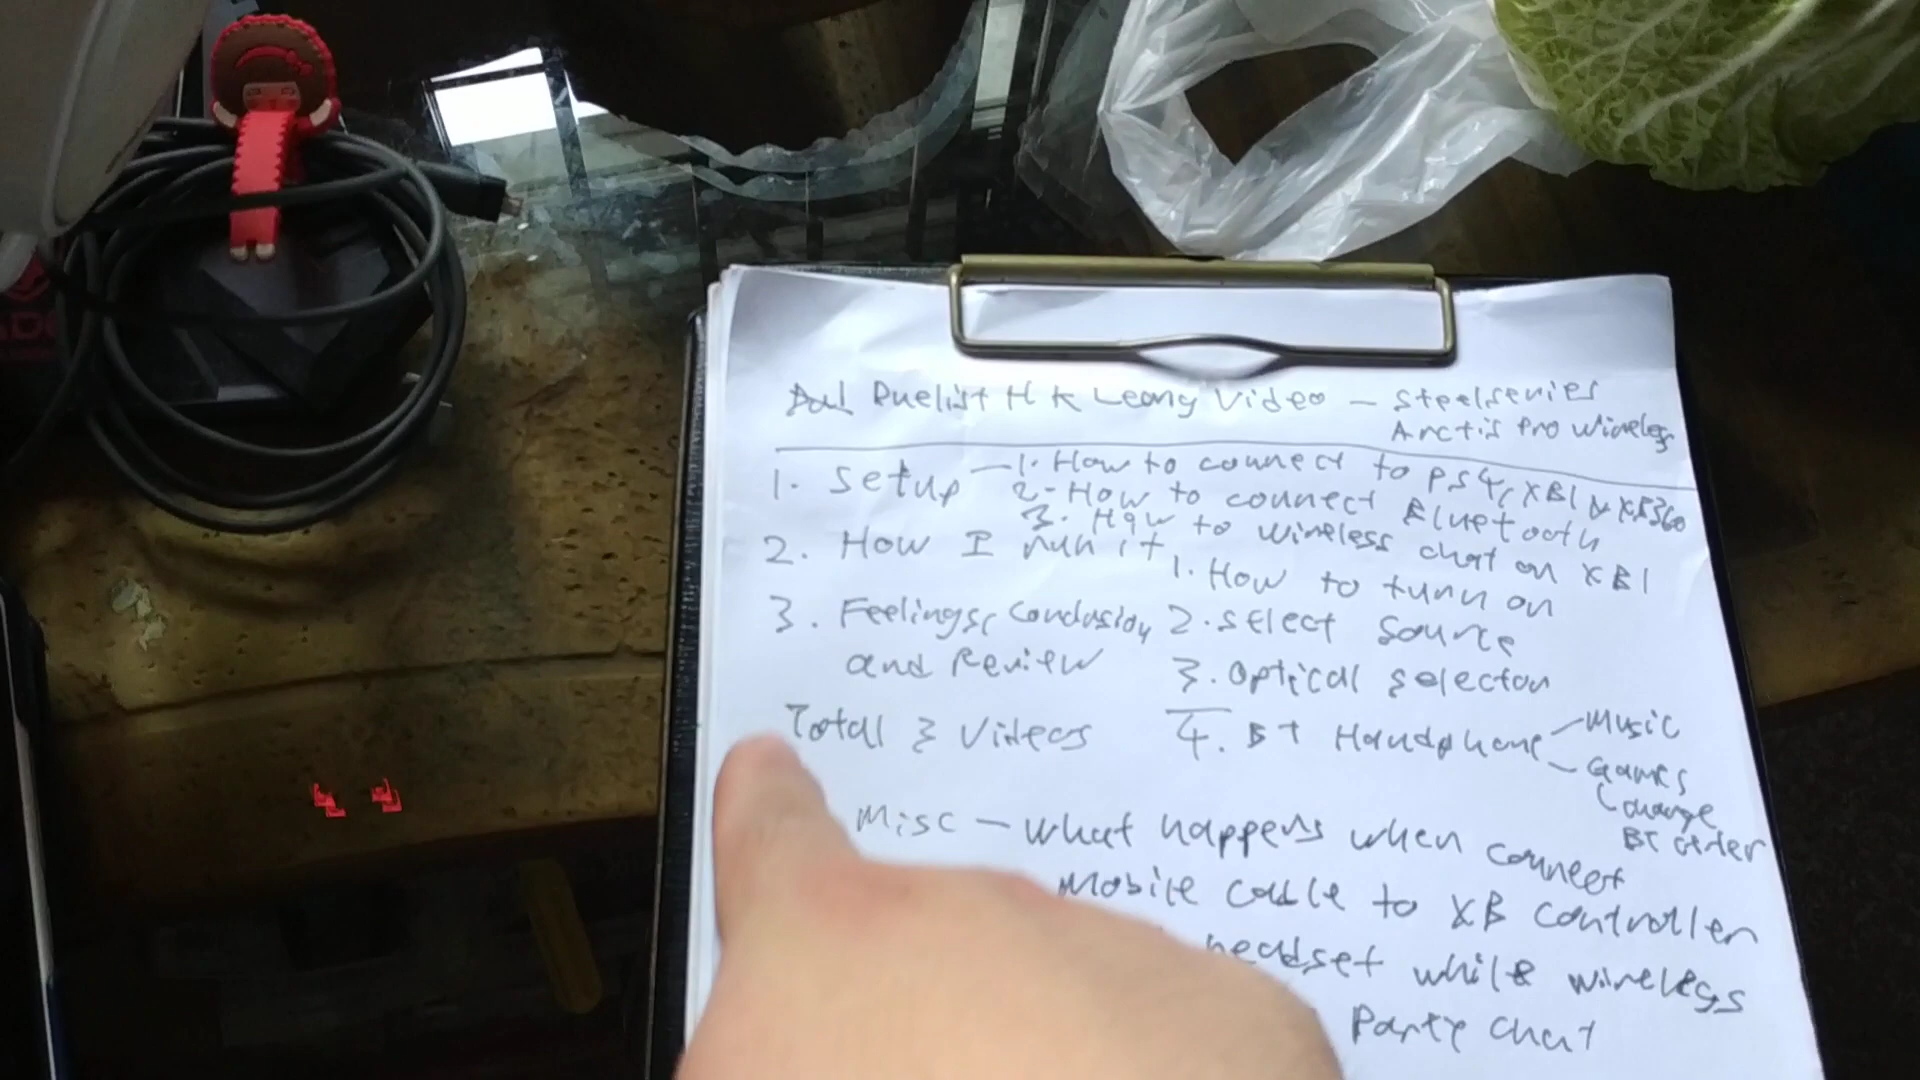 Duelist H K Leong Video - Steelseries
Arctis Pro Wireless
1. Setup - 1. How to connect to PS4, XB1 & XB360
2. How to connect Bluetooth
3. How to wireless chat on XB1
2. How I run it
1. How to turn on
3. Feelings, Conclusion,
and Review
2. Select Source
3. Optical selector
Total 3 Videos
4. BT Handphone - Music
- Games
change
BT order
Misc - What happens when connect
Mobile cable to XB controller
headset while wireless
Party Chat